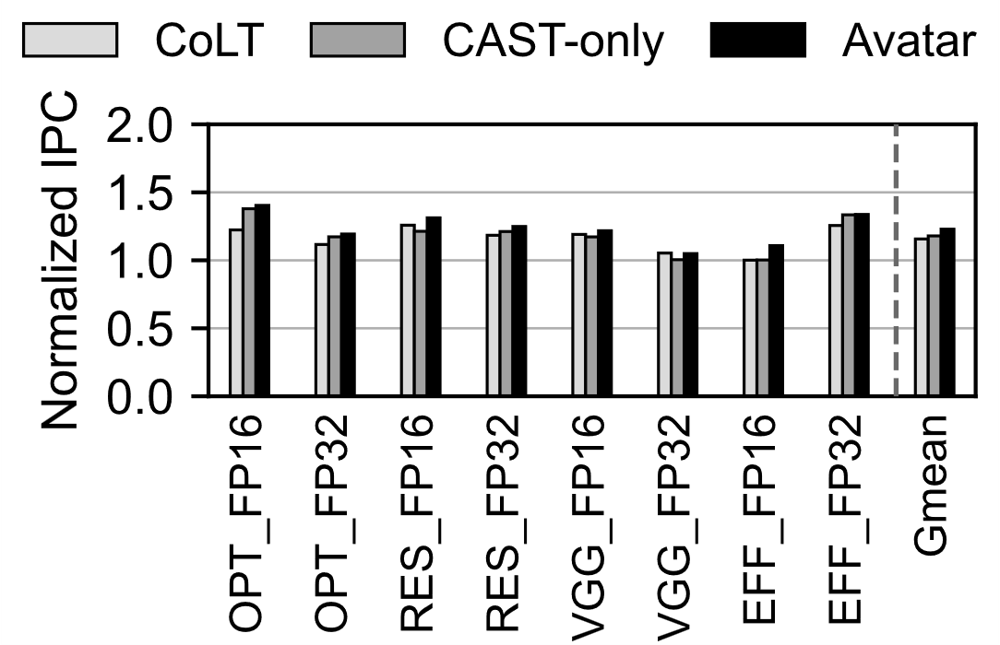 CoLT CAST-only Avatar
Normalized IPC
2.0
1.5
1.0
0.5
0.0
OPT_FP16
OPT_FP32
RES_FP16
RES_FP32
VGG_FP16
VGG_FP32
EFF_FP16
EFF_FP32
Gmean